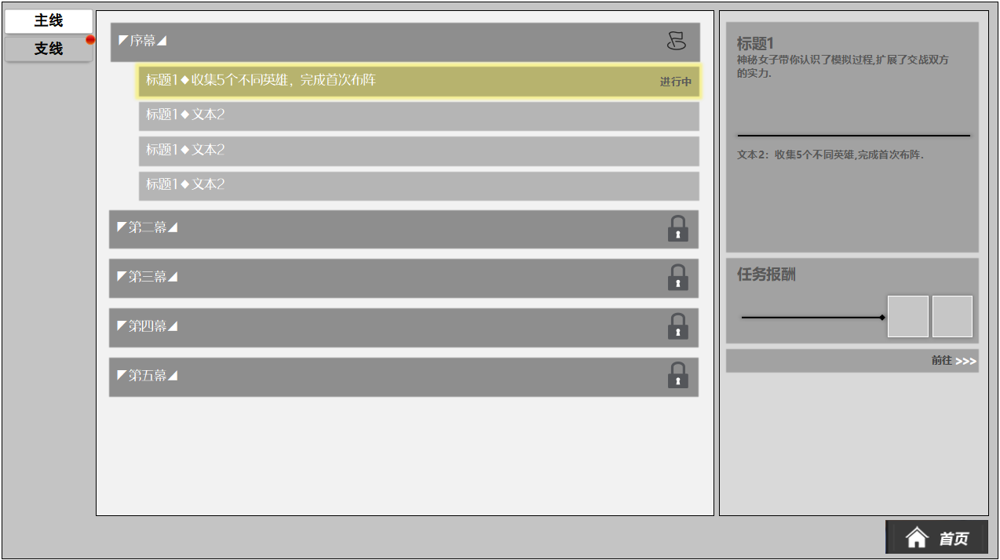 主线
支线
◤序幕◢
标题1◆收集5个不同英雄，完成首次布阵
进行中
标题1◆文本2
标题1◆文本2
标题1◆文本2
◤第二幕◢
◤第三幕◢
◤第四幕◢
◤第五幕◢
标题1
神秘女子带你认识了模拟过程,扩展了交战双方
的实力.
文本2：收集5个不同英雄,完成首次布阵.
任务报酬
前往 >>>
首页